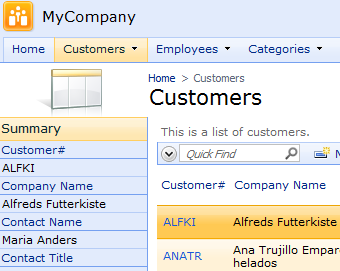 MyCompany
Home Customers Employees Categories
Home > Customers
Customers
Summary
Customer#
ALFKI
Company Name
Alfreds Futterkiste
Contact Name
Maria Anders
Contact Title
This is a list of customers.
Quick Find
Customer# Company Name
ALFKI Alfreds Futterkiste
ANATR Ana Trujillo Empar
helados